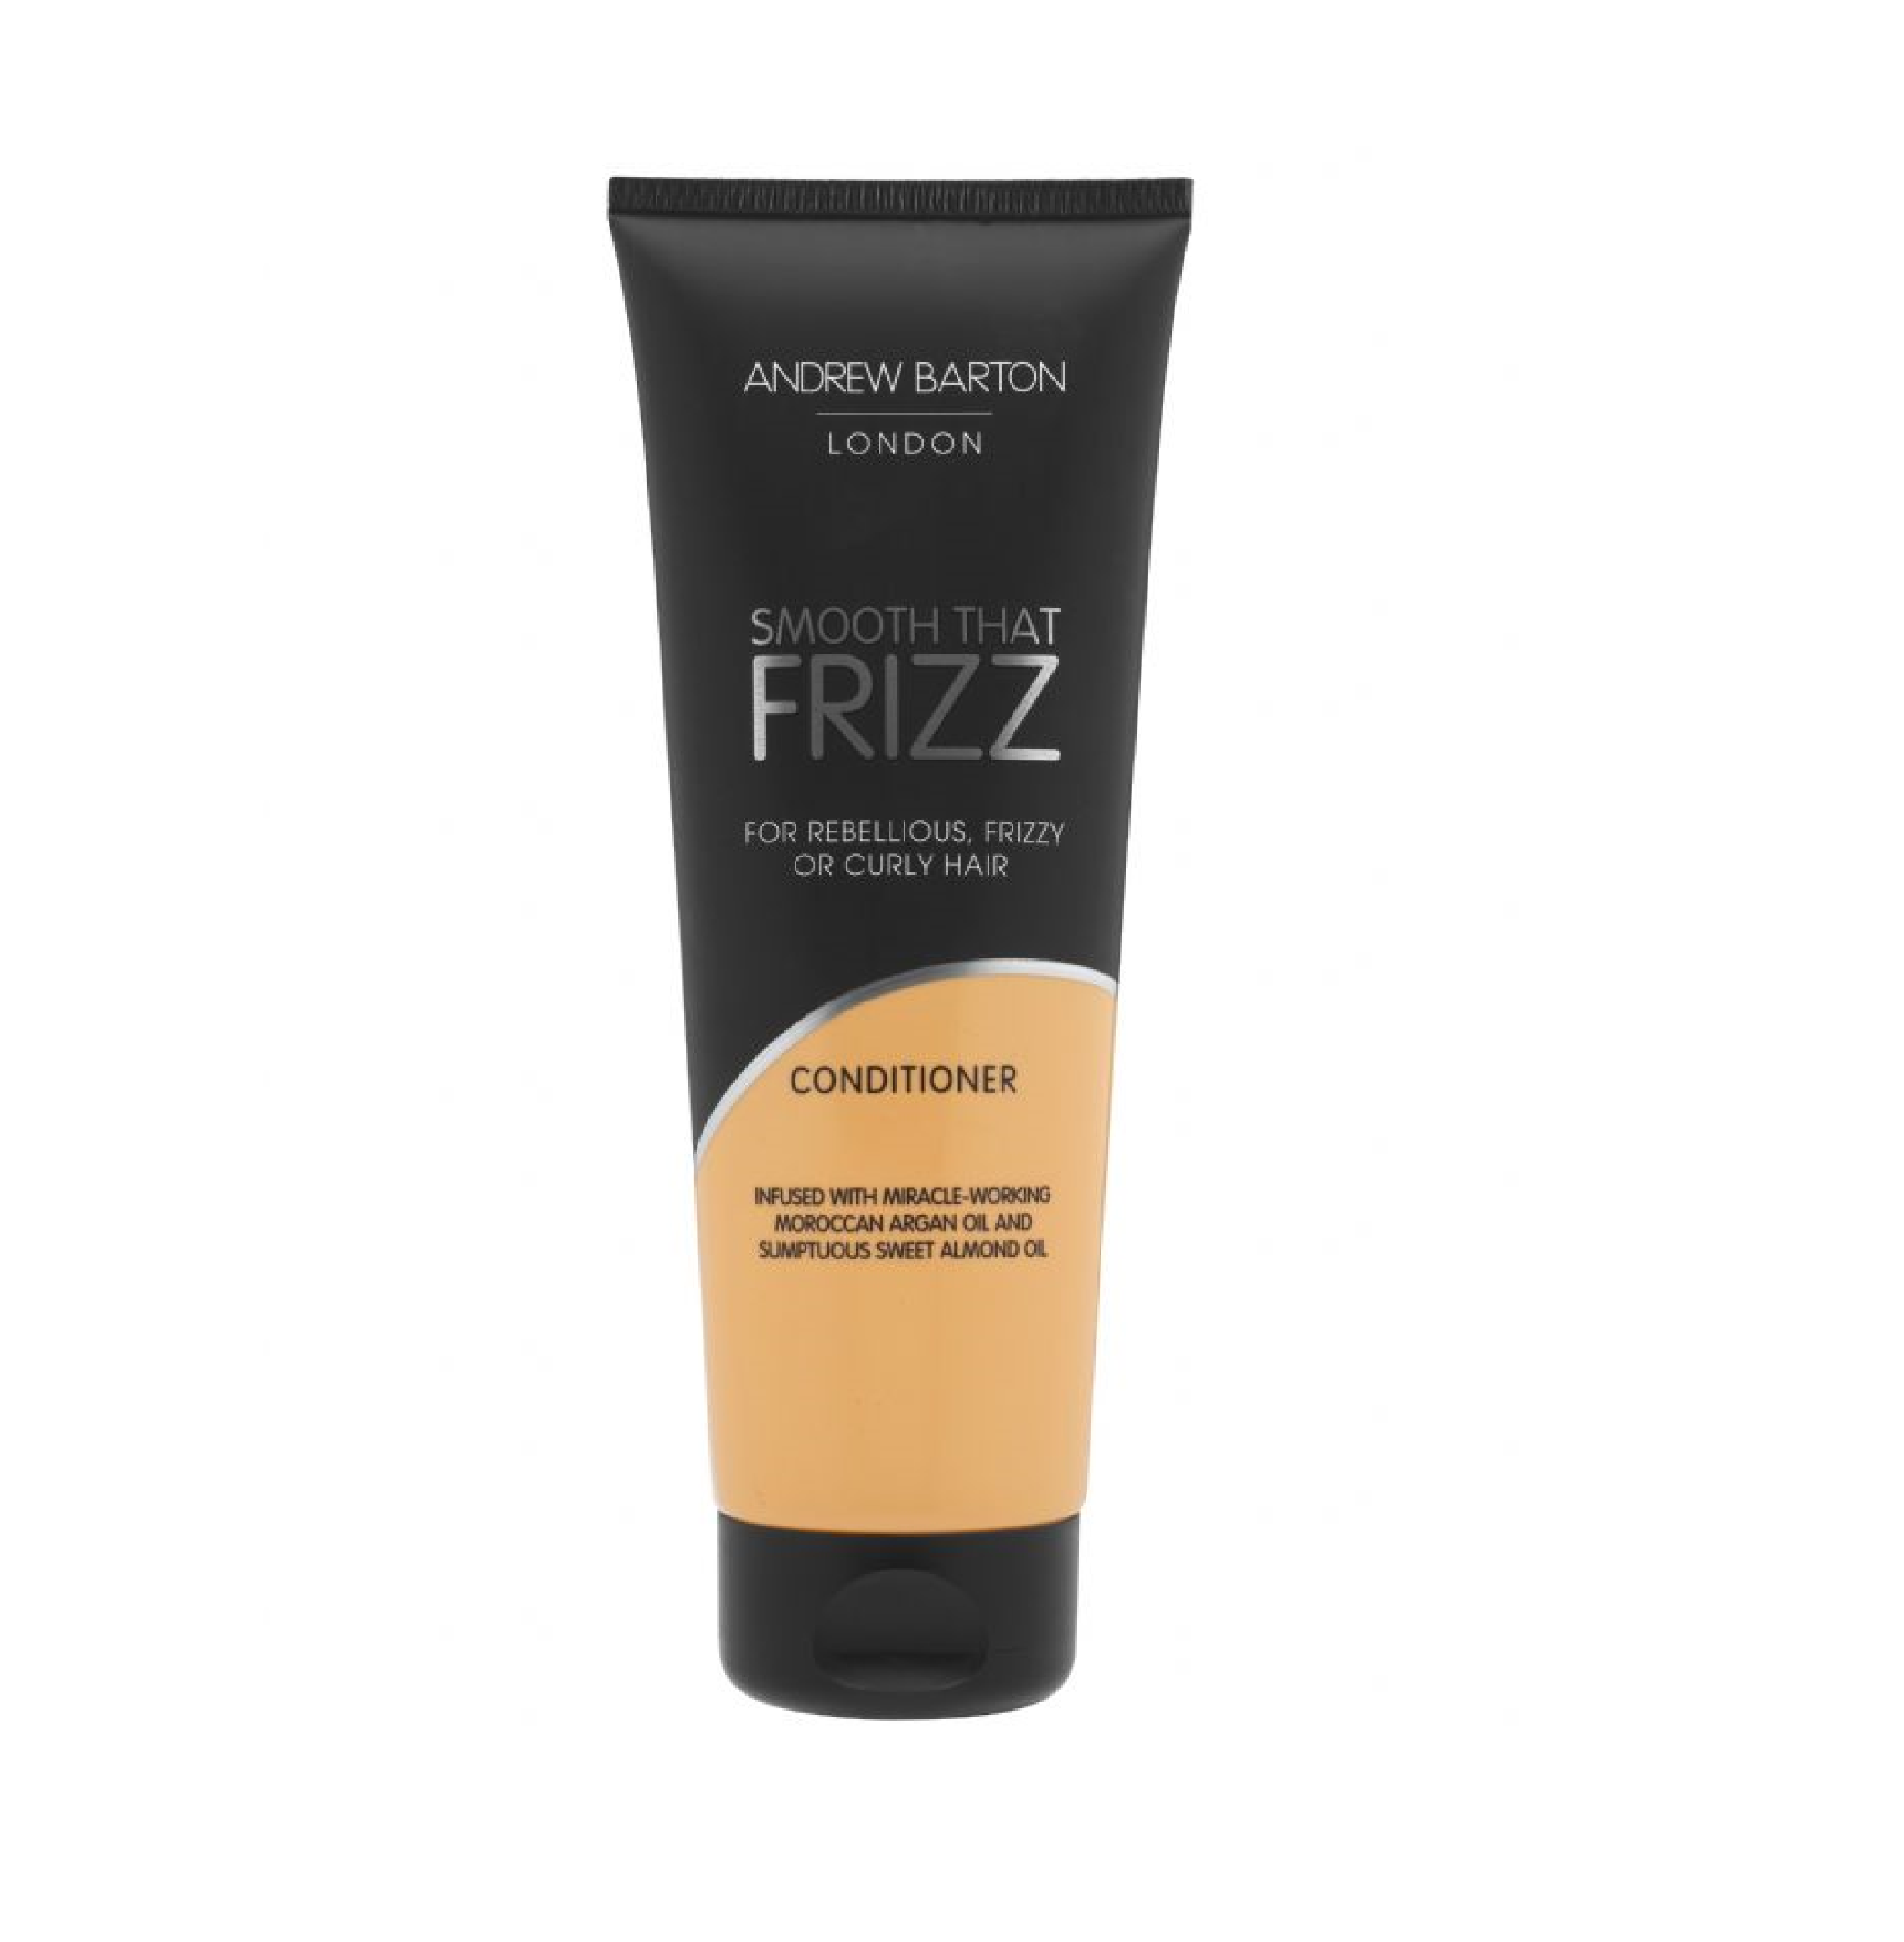 ANDREW BARTON
LONDON
SMOOTH THAT
FRIZZ
FOR REBELLIOUS, FRIZZY
OR CURLY HAIR
CONDITIONER
INFUSED WITH MIRACLE-WORKING
MOROCCAN ARGAN OIL AND
SUMPTUOUS SWEET ALMOND OIL